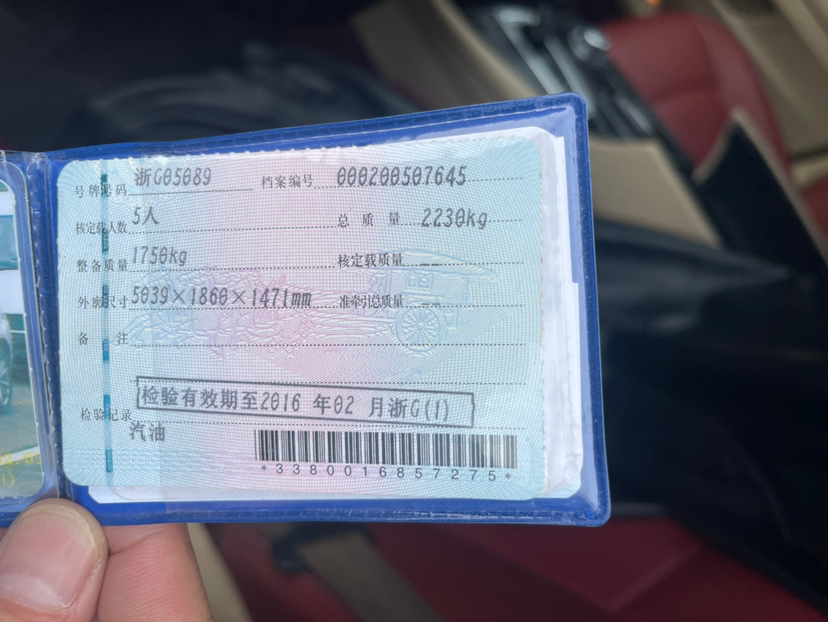 号牌号码 浙G05089 档案编号 000200507645
核定载人数 5人 总质量 2230kg
整备质量 1750kg 核定载质量 --
外廓尺寸 5039×1860×1471mm 准牵引总质量 --
备注
检验有效期至2016 年02 月浙G(1)
检验记录
汽油
*3380016857275*